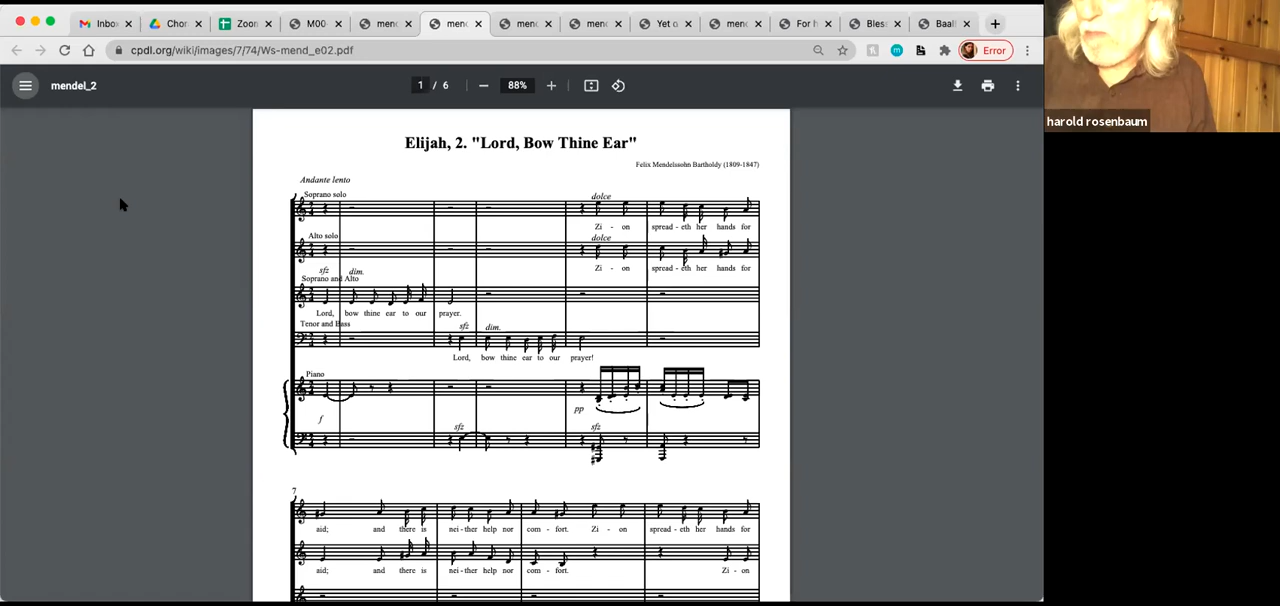 Inbox Chor Zoom M00- mend mend mend mend Yet o mend For h Bless Baal
cpdl.org/wiki/images/7/74/Ws-mend_e02.pdf Error
mendel_2 1 / 6 88%
harold rosenbaum
Elijah, 2. "Lord, Bow Thine Ear"
Felix Mendelssohn Bartholdy (1809-1847)
Andante lento
Soprano solo dolce
Zi - on spread - eth her hands for
Alto solo dolce
Zi - on spread - eth her hands for
sfz dim.
Soprano and Alto
Lord, bow thine ear to our prayer.
Tenor and Bass sfz dim.
Lord, bow thine ear to our prayer!
Piano
f pp
sfz sfz
7
aid; and there is nei - ther help nor com - fort. Zi - on spread - eth her hands for
aid; and there is nei - ther help nor com - fort. Zi - on